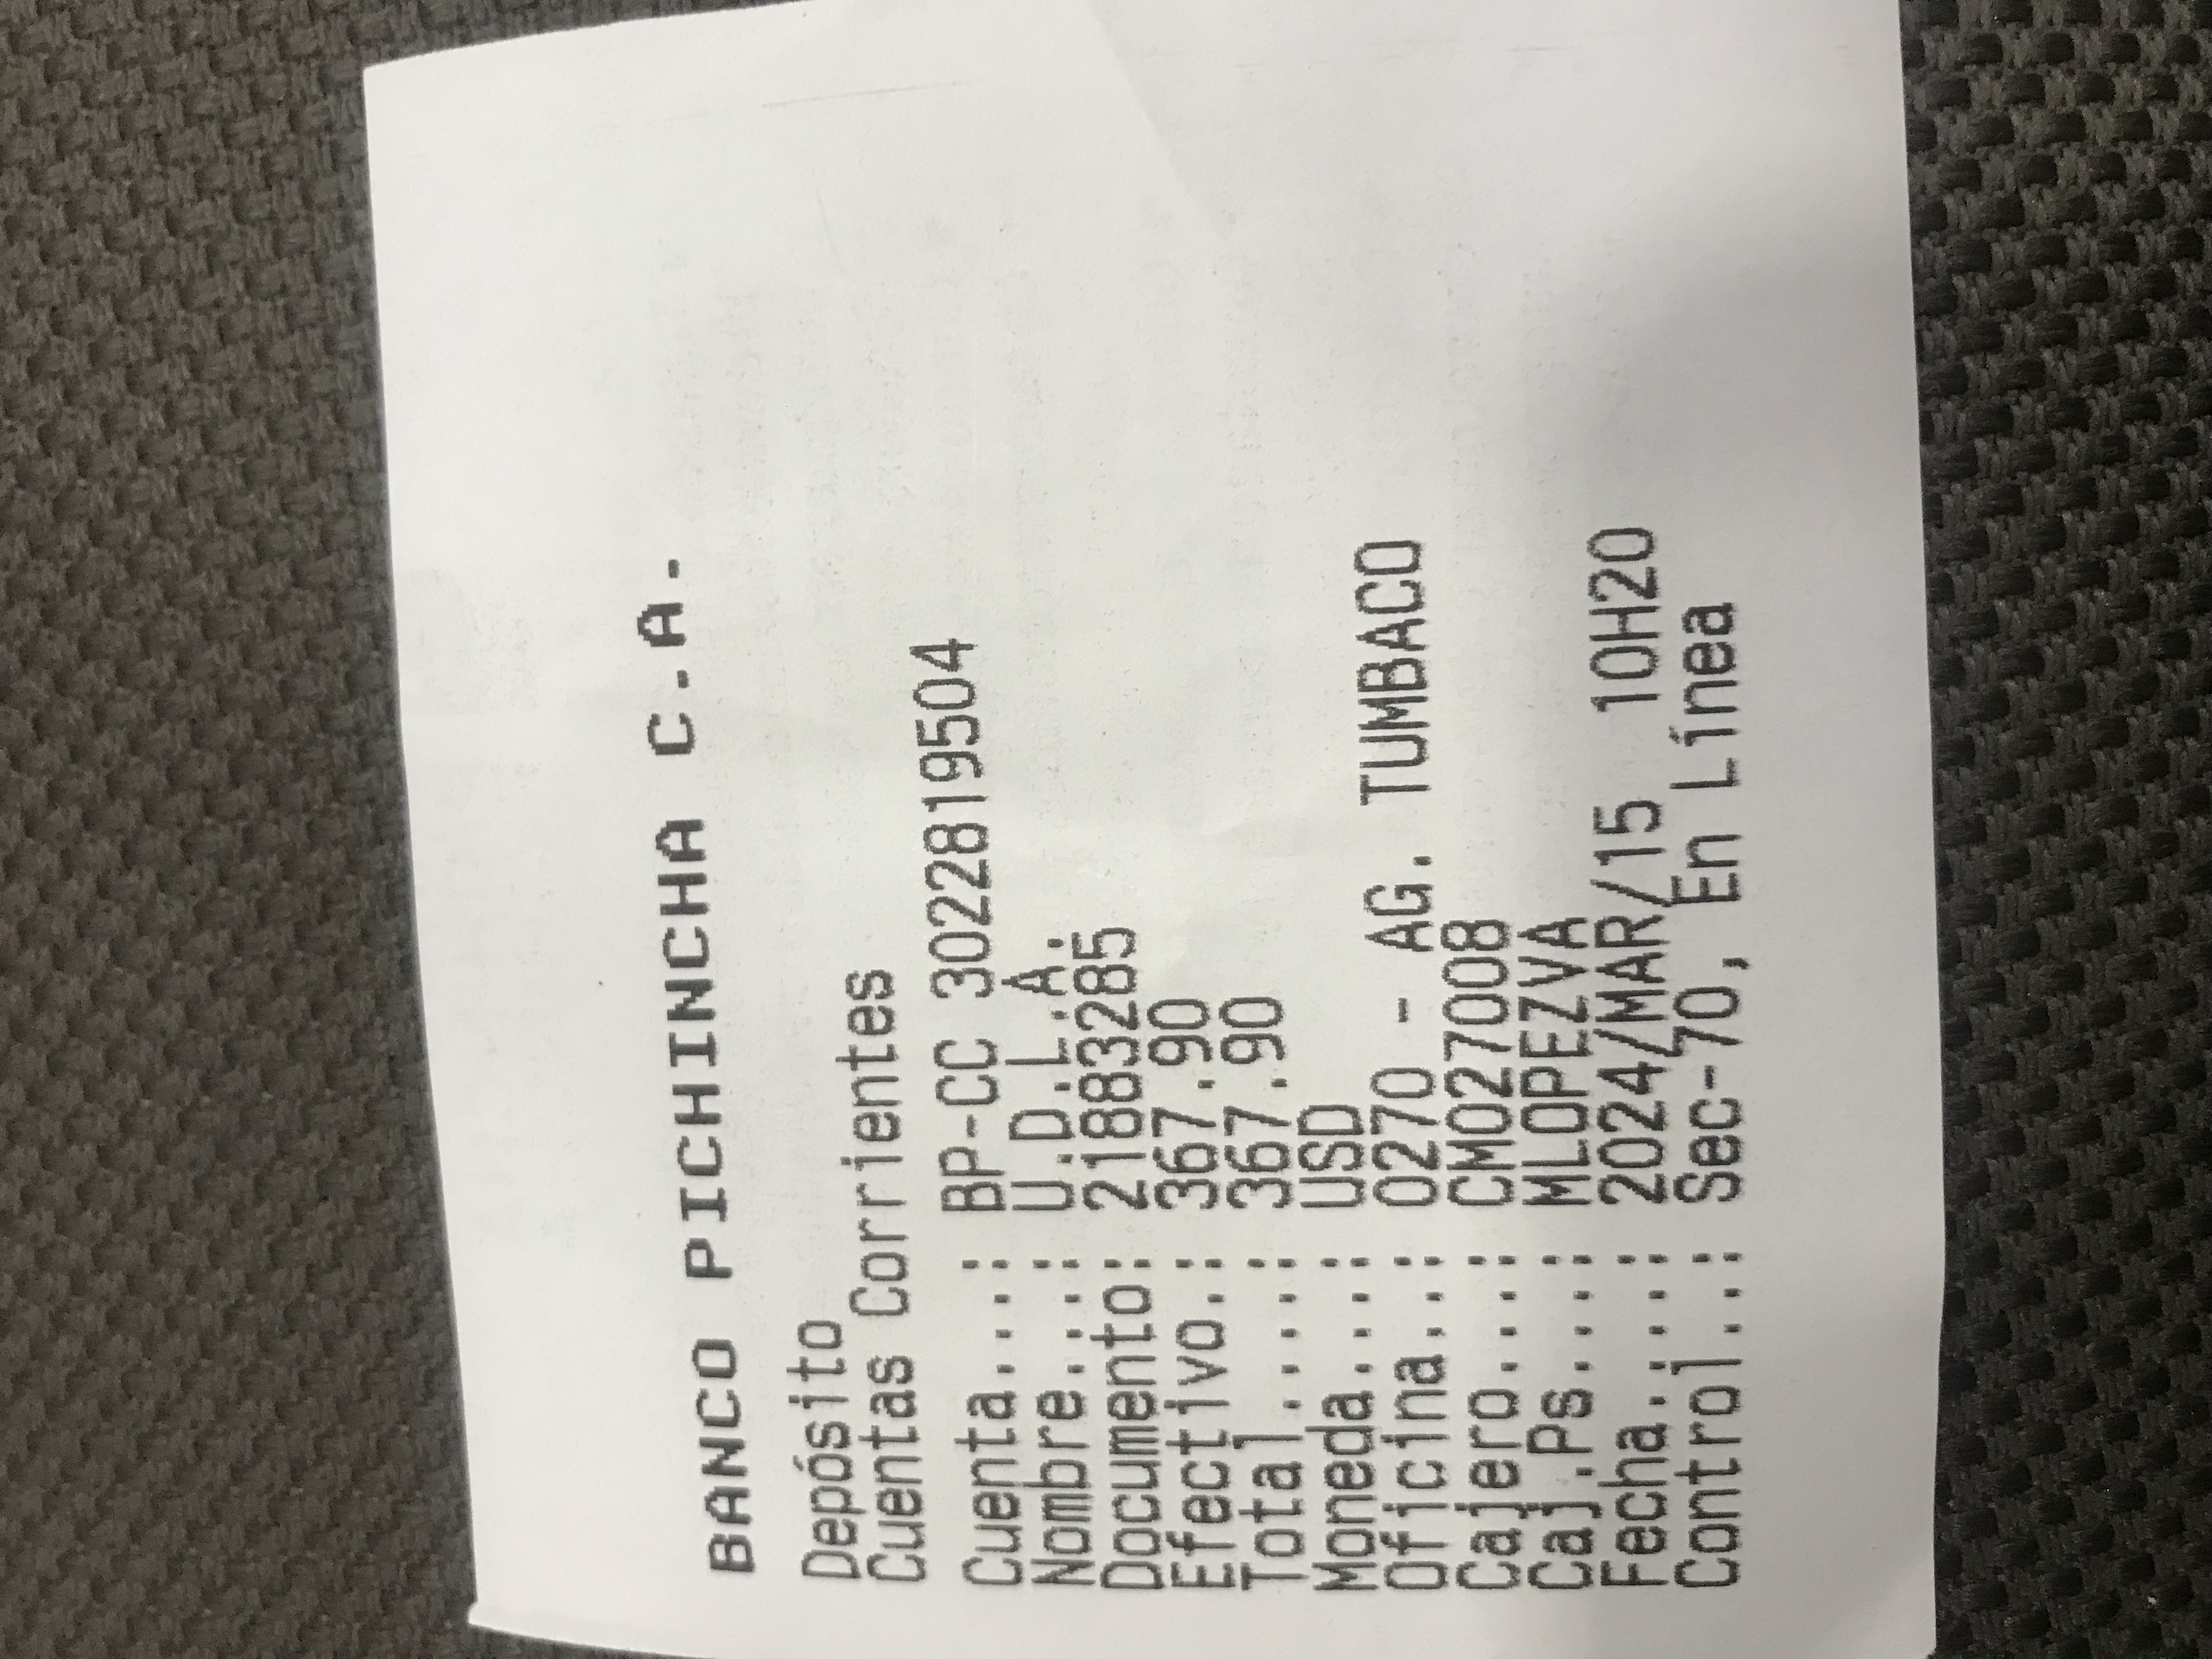 BANCO PICHINCHA C.A.
Depósito
Cuentas Corrientes
Cuenta...: BP-CC 3022819504
Nombre...: U.D.L.A.
Documento: 218833285
Efectivo.: 367.90
Total....: 367.90
Moneda...: USD
Oficina..: 0270 - AG. TUMBACO
Cajero...: CM027008
Caj.Ps...: MLOPEZVA
Fecha....: 2024/MAR/15 10H20
Control..: Sec-70, En Línea